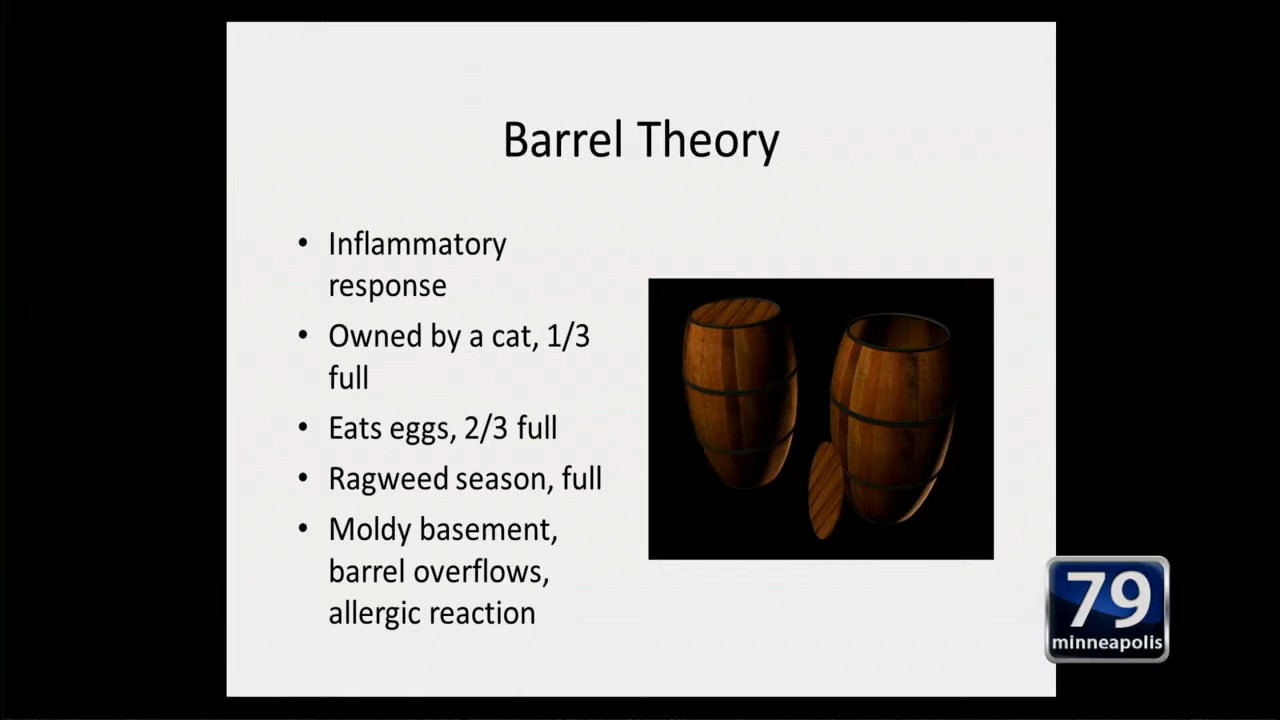 Barrel Theory
• Inflammatory
response
• Owned by a cat, 1/3
full
• Eats eggs, 2/3 full
• Ragweed season, full
• Moldy basement,
barrel overflows,
allergic reaction
79
minneapolis